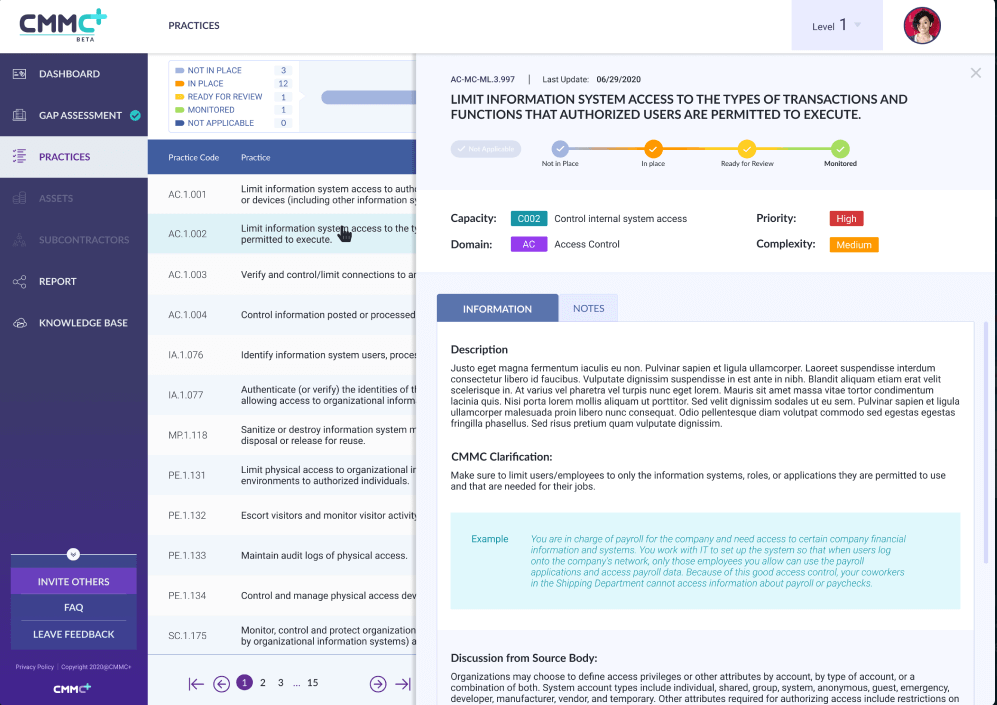 CMMC+
BETA
PRACTICES
Level 1
DASHBOARD
GAP ASSESSMENT
PRACTICES
ASSETS
SUBCONTRACTORS
REPORT
KNOWLEDGE BASE
INVITE OTHERS
FAQ
LEAVE FEEDBACK
Privacy Policy | Copyright 2020@CMMC+
CMMC+
NOT IN PLACE 3
IN PLACE 12
READY FOR REVIEW 1
MONITORED 1
NOT APPLICABLE 0
Practice Code Practice
AC.1.001 Limit information system access to autho
or devices (including other information sy
AC.1.002 Limit information system access to the ty
permitted to execute.
AC.1.003 Verify and control/limit connections to an
AC.1.004 Control information posted or processed
IA.1.076 Identify information system users, proces
IA.1.077 Authenticate (or verify) the identities of th
allowing access to organizational inform
MP.1.118 Sanitize or destroy information system m
disposal or release for reuse.
PE.1.131 Limit physical access to organizational in
environments to authorized individuals.
PE.1.132 Escort visitors and monitor visitor activity
PE.1.133 Maintain audit logs of physical access.
PE.1.134 Control and manage physical access dev
SC.1.175 Monitor, control and protect organization
by organizational information systems) a
1 2 3 ... 15
AC-MC-ML.3.997 | Last Update: 06/29/2020
LIMIT INFORMATION SYSTEM ACCESS TO THE TYPES OF TRANSACTIONS AND
FUNCTIONS THAT AUTHORIZED USERS ARE PERMITTED TO EXECUTE.
Not Applicable
Not in Place In place Ready for Review Monitored
Capacity: C002 Control internal system access Priority: High
Domain: AC Access Control Complexity: Medium
INFORMATION NOTES
Description
Justo eget magna fermentum iaculis eu non. Pulvinar sapien et ligula ullamcorper. Laoreet suspendisse interdum
consectetur libero id faucibus. Vulputate dignissim suspendisse in est ante in nibh. Blandit aliquam etiam erat velit
scelerisque in. At varius vel pharetra vel turpis nunc eget lorem. Mauris sit amet massa vitae tortor condimentum
lacinia quis. Nisi porta lorem mollis aliquam ut porttitor. Sed velit dignissim sodales ut eu sem. Pulvinar sapien et ligula
ullamcorper malesuada proin libero nunc consequat. Odio pellentesque diam volutpat commodo sed egestas egestas
fringilla phasellus. Sed risus pretium quam vulputate dignissim.
CMMC Clarification:
Make sure to limit users/employees to only the information systems, roles, or applications they are permitted to use
and that are needed for their jobs.
Example You are in charge of payroll for the company and need access to certain company financial
information and systems. You work with IT to set up the system so that when users log
onto the company's network, only those employees you allow can use the payroll
applications and access payroll data. Because of this good access control, your coworkers
in the Shipping Department cannot access information about payroll or paychecks.
Discussion from Source Body:
Organizations may choose to define access privileges or other attributes by account, by type of account, or a
combination of both. System account types include individual, shared, group, system, anonymous, guest, emergency,
developer, manufacturer, vendor, and temporary. Other attributes required for authorizing access include restrictions on